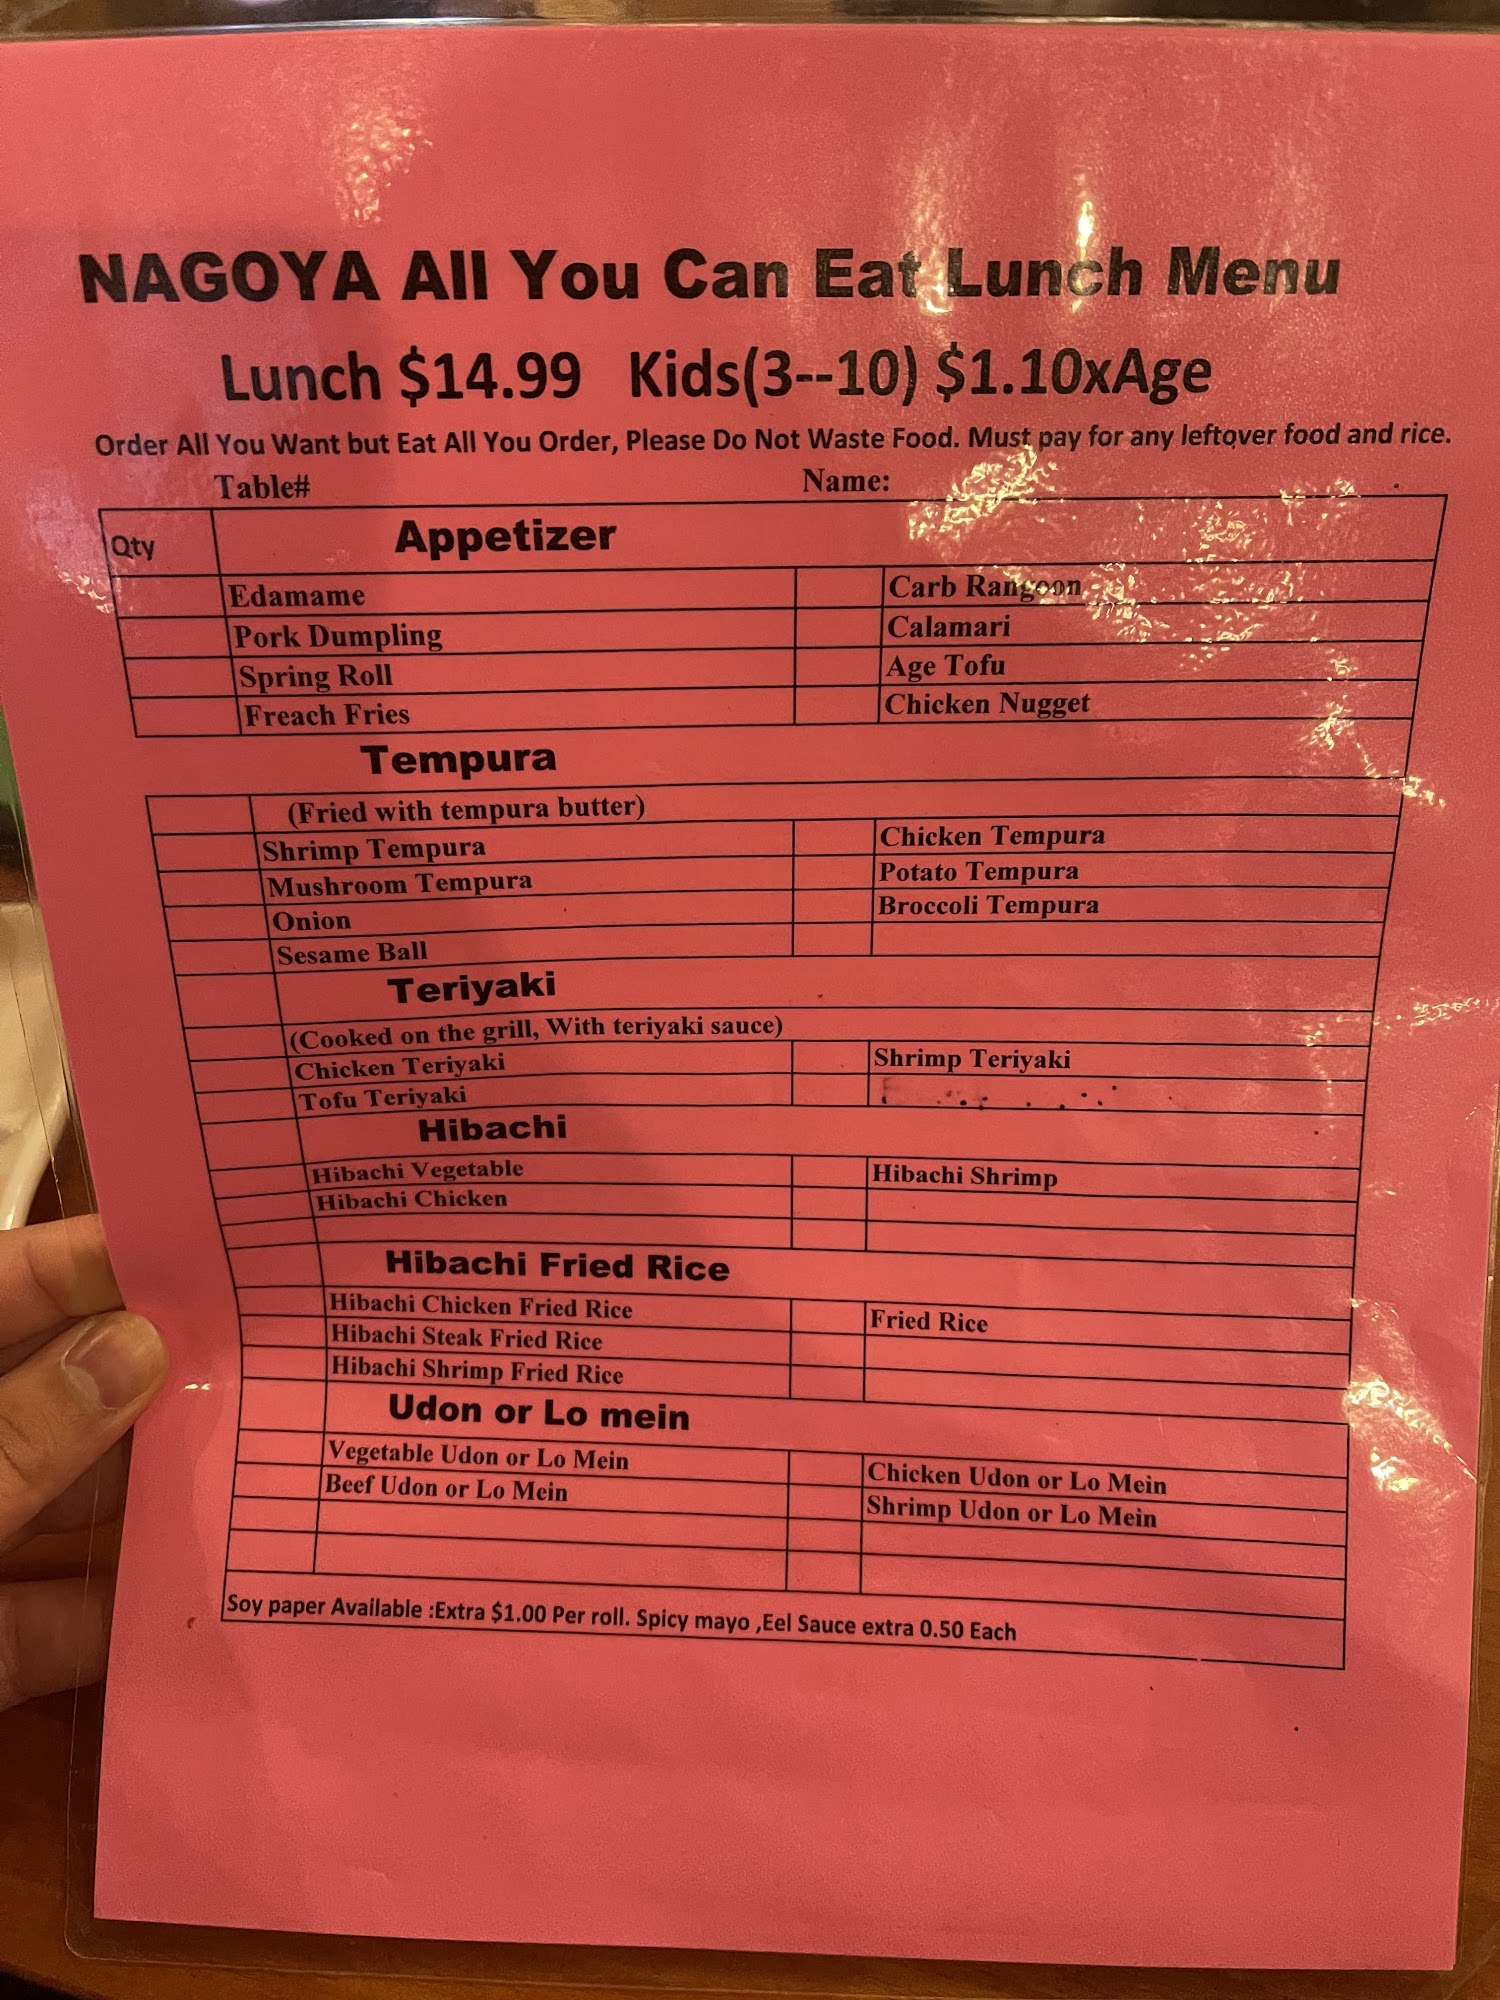 NAGOYA All You Can Eat Lunch Menu
Lunch $14.99 Kids(3--10) $1.10xAge
Order All You Want but Eat All You Order, Please Do Not Waste Food. Must pay for any leftover food and rice.
Table# Name:
Qty Appetizer
Edamame Carb Rangoon
Pork Dumpling Calamari
Spring Roll Age Tofu
Freach Fries Chicken Nugget
Tempura
(Fried with tempura butter)
Shrimp Tempura Chicken Tempura
Mushroom Tempura Potato Tempura
Onion Broccoli Tempura
Sesame Ball
Teriyaki
(Cooked on the grill, With teriyaki sauce)
Chicken Teriyaki Shrimp Teriyaki
Tofu Teriyaki
Hibachi
Hibachi Vegetable Hibachi Shrimp
Hibachi Chicken
Hibachi Fried Rice
Hibachi Chicken Fried Rice Fried Rice
Hibachi Steak Fried Rice
Hibachi Shrimp Fried Rice
Udon or Lo mein
Vegetable Udon or Lo Mein Chicken Udon or Lo Mein
Beef Udon or Lo Mein Shrimp Udon or Lo Mein
Soy paper Available :Extra $1.00 Per roll. Spicy mayo ,Eel Sauce extra 0.50 Each